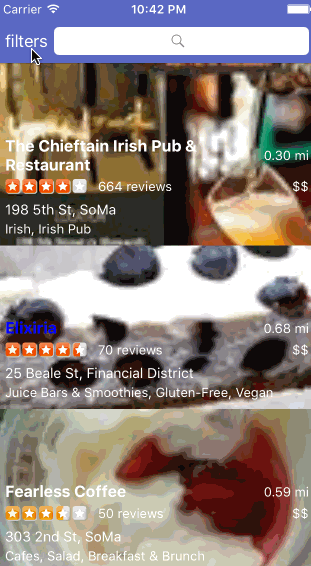 Carrier 10:42 PM
filters
The Chieftain Irish Pub &
Restaurant
0.30 mi
664 reviews $$
198 5th St, SoMa
Irish, Irish Pub
Elixiria 0.68 mi
70 reviews $$
25 Beale St, Financial District
Juice Bars & Smoothies, Gluten-Free, Vegan
Fearless Coffee 0.59 mi
50 reviews $$
303 2nd St, SoMa
Cafes, Salad, Breakfast & Brunch